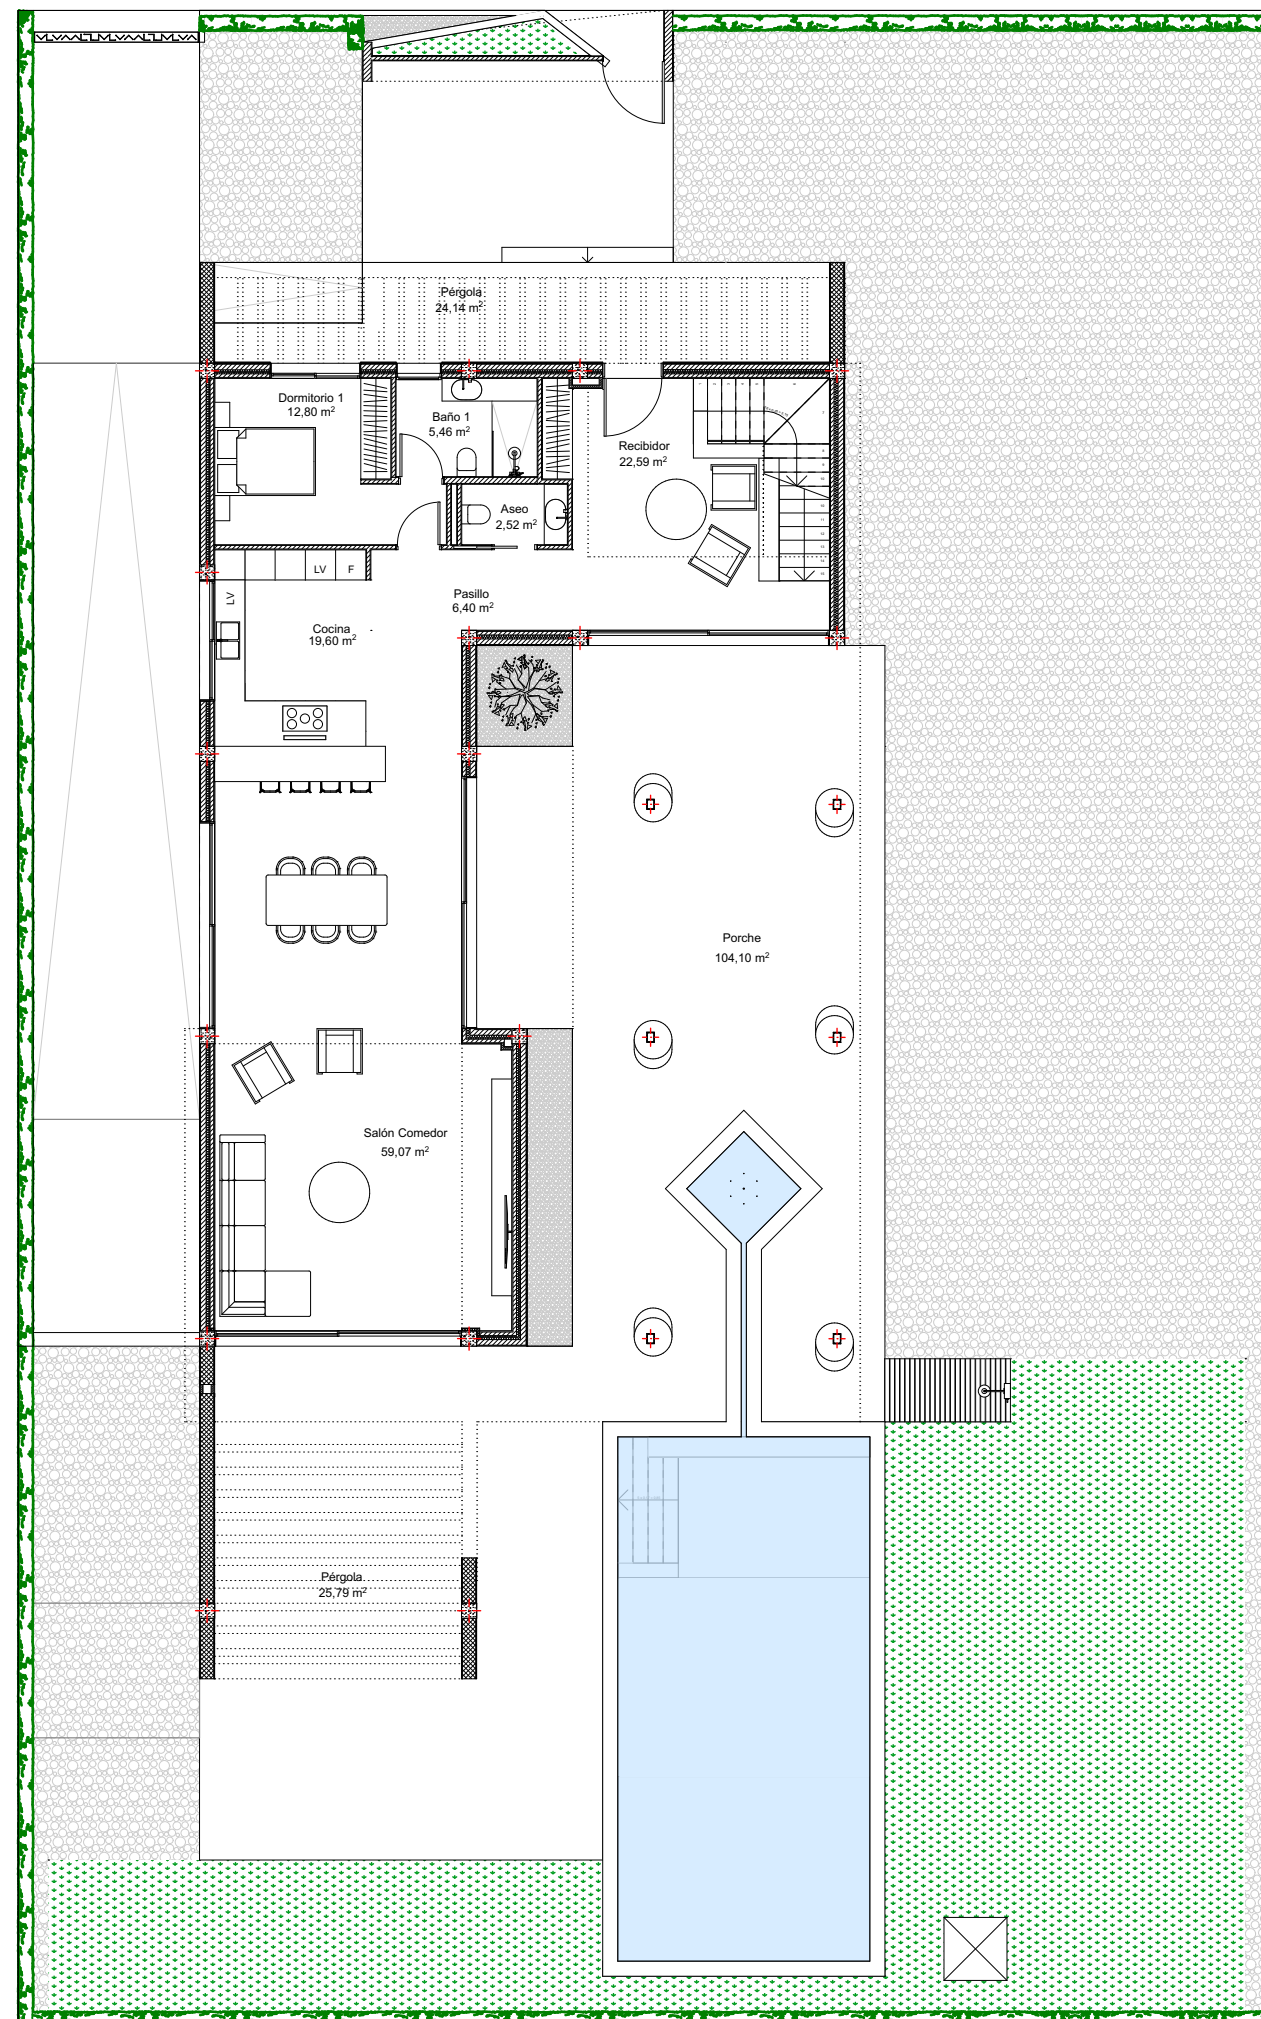 Pérgola
24,14 m²
Dormitorio 1
12,80 m²
Baño 1
5,46 m²
Recibidor
22,59 m²
Aseo
2,52 m²
LV
F
LV
Pasillo
6,40 m²
Cocina
19,60 m²
Porche
104,10 m²
Salón Comedor
59,07 m²
Pérgola
25,79 m²